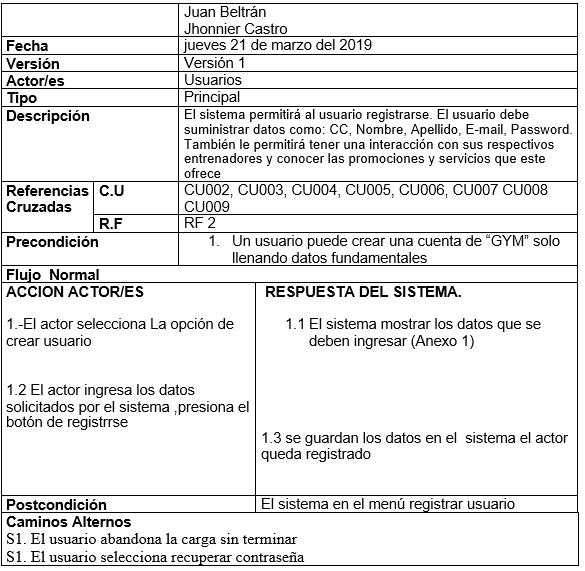 Juan Beltrán
Jhonnier Castro
Fecha jueves 21 de marzo del 2019
Versión Versión 1
Actor/es Usuarios
Tipo Principal
Descripción El sistema permitirá al usuario registrarse. El usuario debe
suministrar datos como: CC, Nombre, Apellido, E-mail, Password.
También le permitirá tener una interacción con sus respectivos
entrenadores y conocer las promociones y servicios que este
ofrece
Referencias C.U CU002, CU003, CU004, CU005, CU006, CU007 CU008
Cruzadas CU009
R.F RF 2
Precondición 1. Un usuario puede crear una cuenta de “GYM” solo
llenando datos fundamentales
Flujo Normal
ACCION ACTOR/ES RESPUESTA DEL SISTEMA.
1.-El actor selecciona La opción de 1.1 El sistema mostrar los datos que se
crear usuario deben ingresar (Anexo 1)
1.2 El actor ingresa los datos
solicitados por el sistema ,presiona el
botón de registrrse
1.3 se guardan los datos en el sistema el actor
queda registrado
Postcondición El sistema en el menú registrar usuario
Caminos Alternos
S1. El usuario abandona la carga sin terminar
S1. El usuario selecciona recuperar contraseña